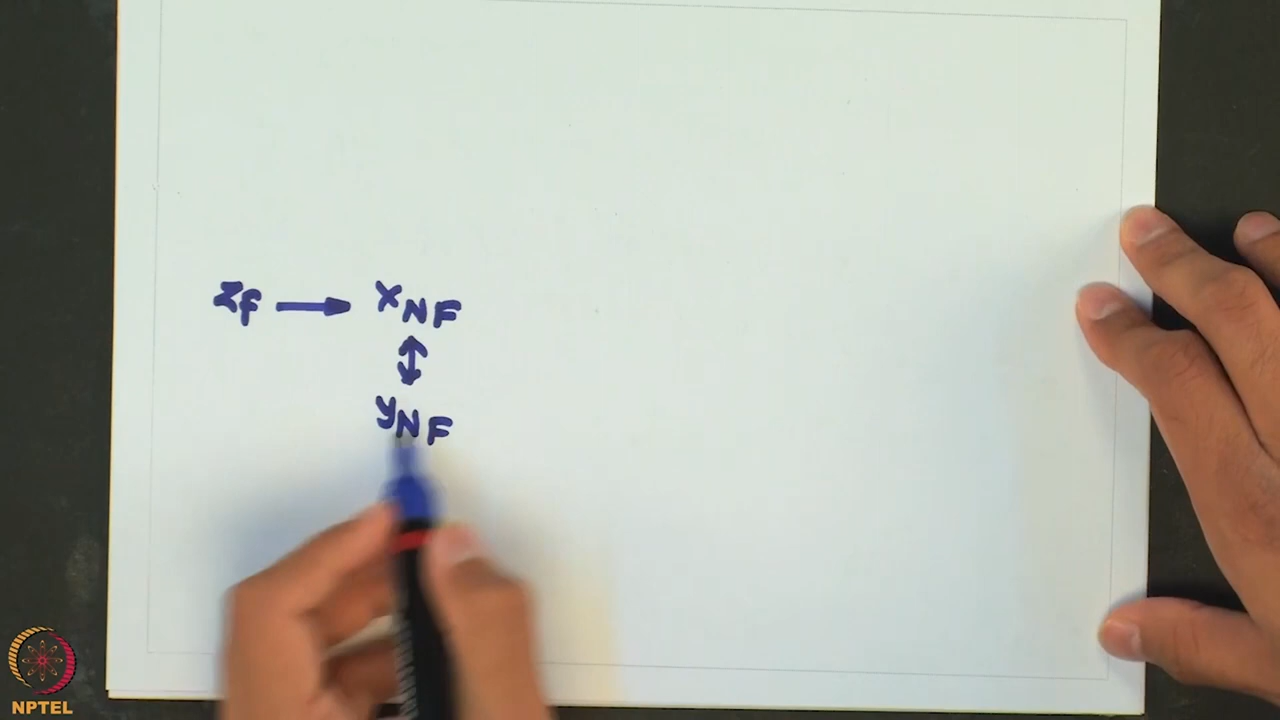 zf → xNF
↕
yNF
NPTEL